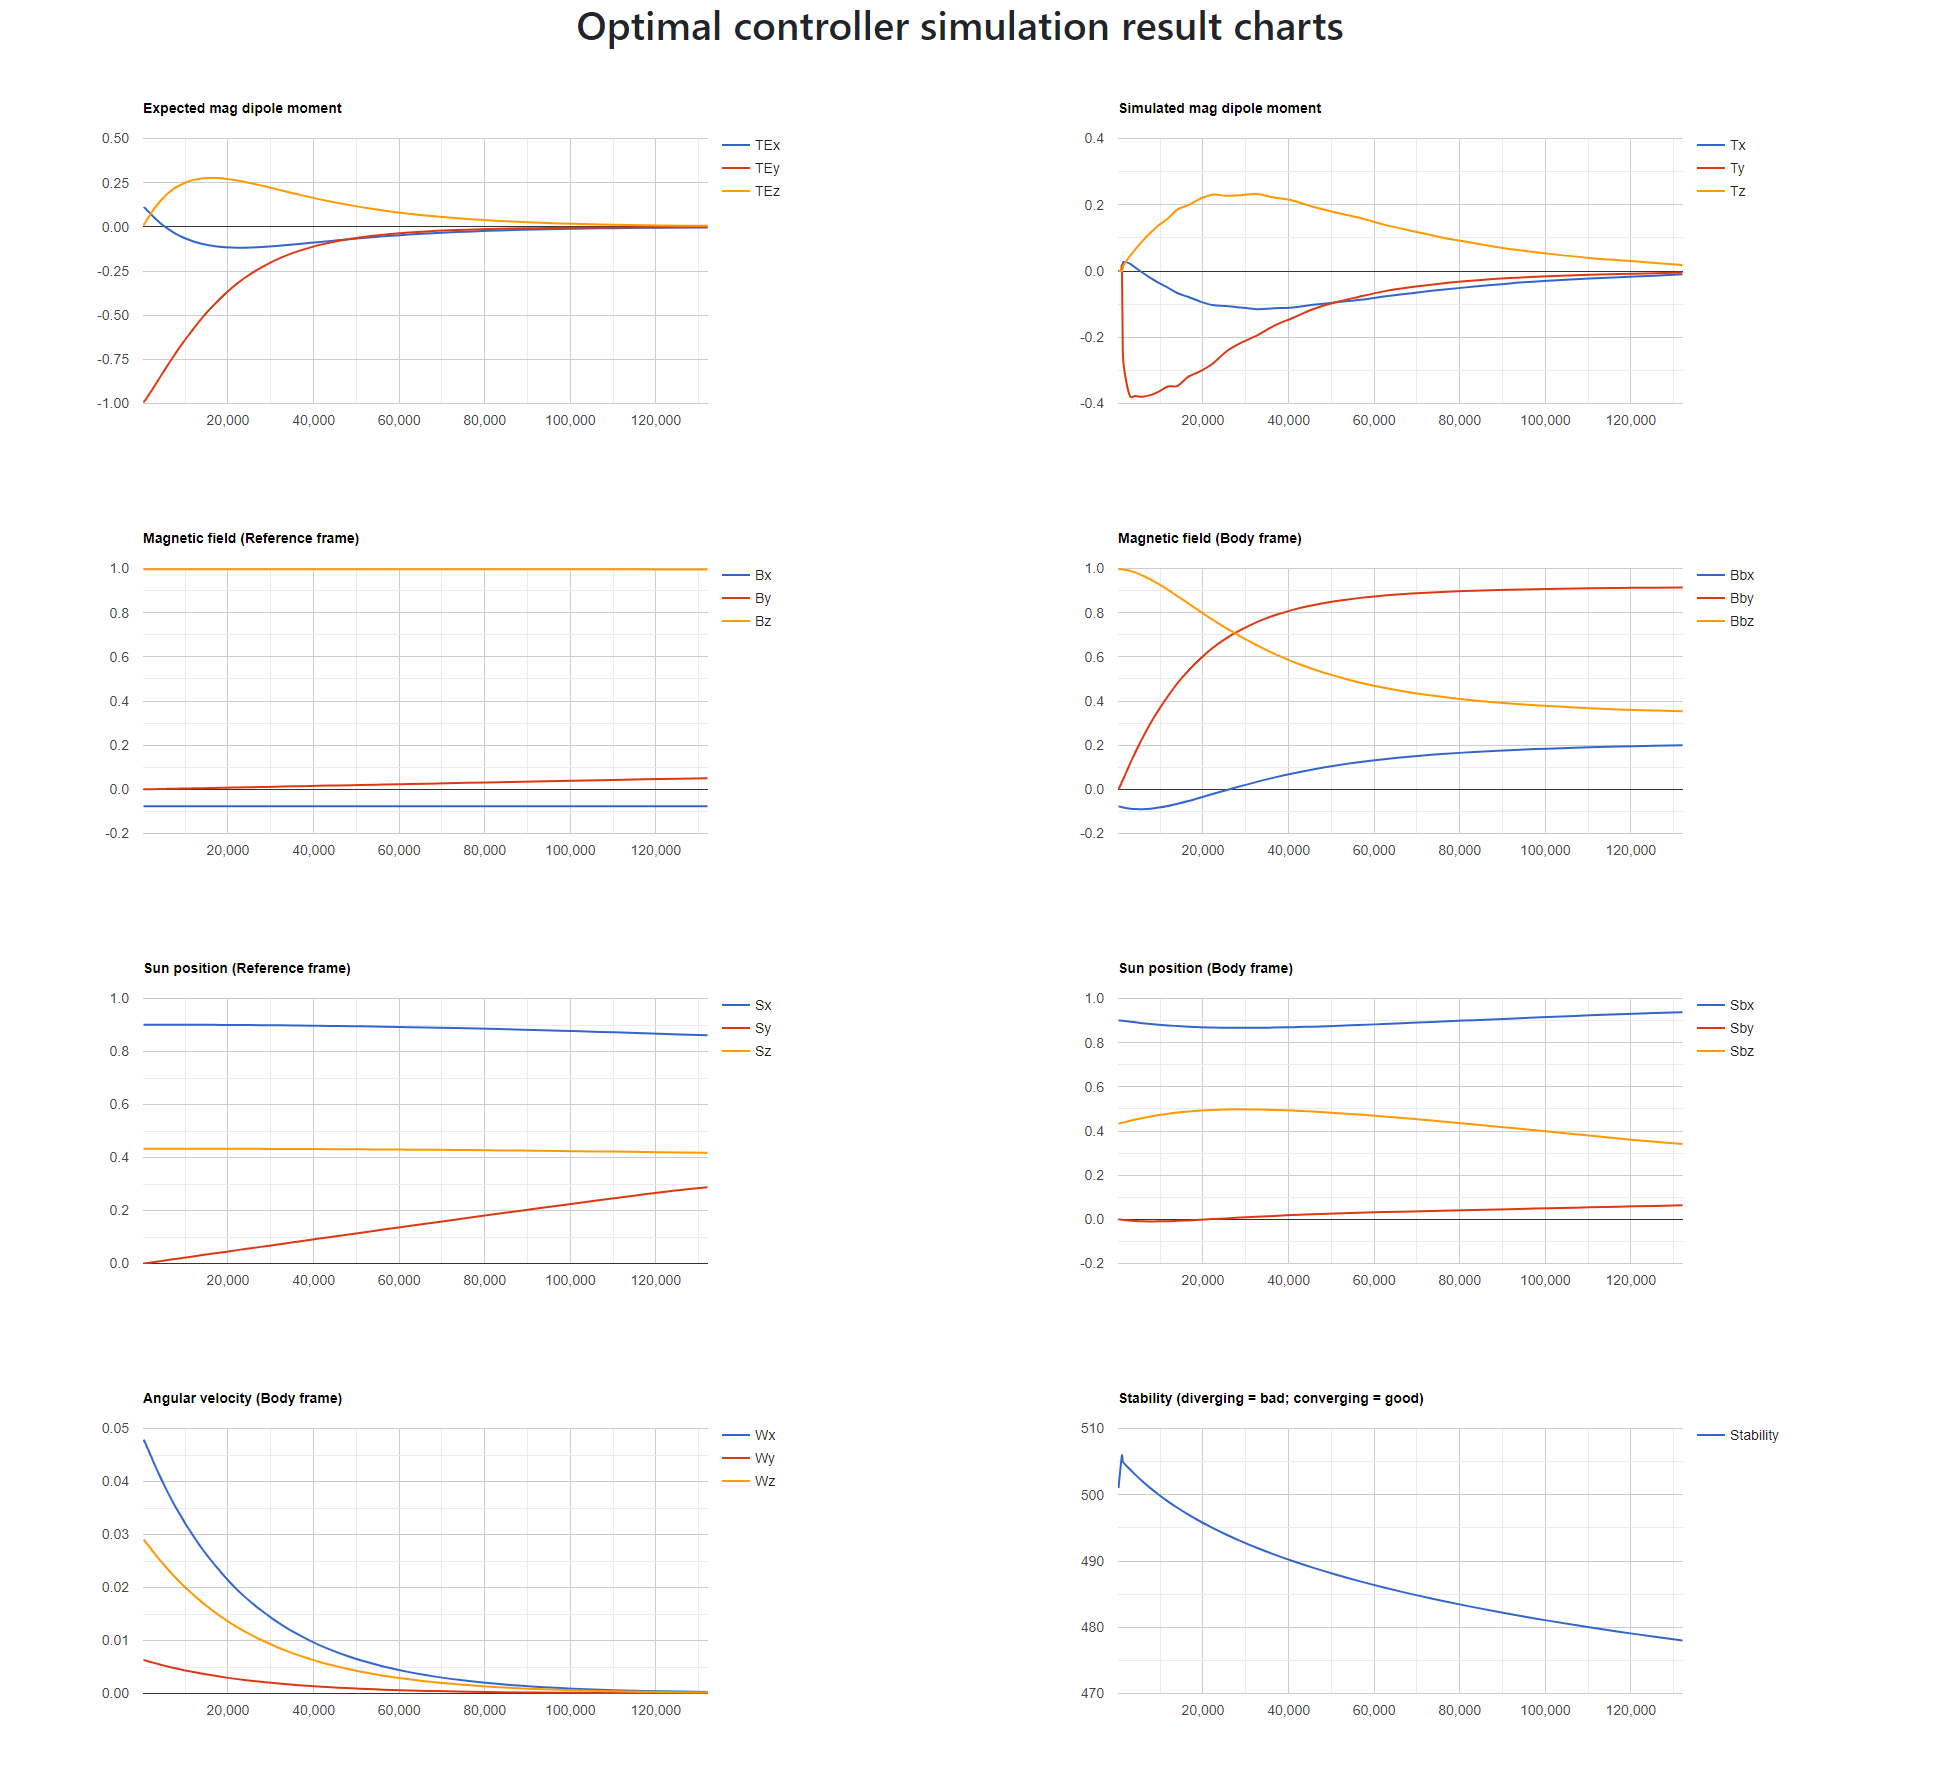 Optimal controller simulation result charts
Expected mag dipole moment
0.50
0.25
0.00
-0.25
-0.50
-0.75
-1.00
20,000 40,000 60,000 80,000 100,000 120,000
TEx
TEy
TEz
Simulated mag dipole moment
0.4
0.2
0.0
-0.2
-0.4
20,000 40,000 60,000 80,000 100,000 120,000
Tx
Ty
Tz
Magnetic field (Reference frame)
1.0
0.8
0.6
0.4
0.2
0.0
-0.2
20,000 40,000 60,000 80,000 100,000 120,000
Bx
By
Bz
Magnetic field (Body frame)
1.0
0.8
0.6
0.4
0.2
0.0
-0.2
20,000 40,000 60,000 80,000 100,000 120,000
Bbx
Bby
Bbz
Sun position (Reference frame)
1.0
0.8
0.6
0.4
0.2
0.0
20,000 40,000 60,000 80,000 100,000 120,000
Sx
Sy
Sz
Sun position (Body frame)
1.0
0.8
0.6
0.4
0.2
0.0
-0.2
20,000 40,000 60,000 80,000 100,000 120,000
Sbx
Sby
Sbz
Angular velocity (Body frame)
0.05
0.04
0.03
0.02
0.01
0.00
20,000 40,000 60,000 80,000 100,000 120,000
Wx
Wy
Wz
Stability (diverging = bad; converging = good)
510
500
490
480
470
20,000 40,000 60,000 80,000 100,000 120,000
Stability